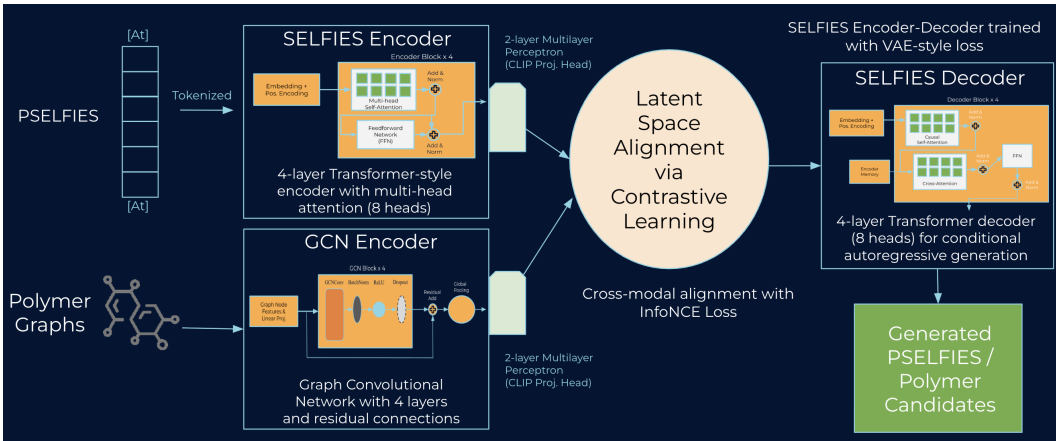 [At]
PSELFIES
[At]
Tokenized
SELFIES Encoder
Encoder Block x 4
Embedding +
Pos. Encoding
Multi-head
Self-Attention
Add &
Norm
Feedforward
Network
(FFN)
Add &
Norm
4-layer Transformer-style
encoder with multi-head
attention (8 heads)
2-layer Multilayer
Perceptron
(CLIP Proj. Head)
Polymer
Graphs
GCN Encoder
GCN Block x 4
Graph Node
Features &
Linear Proj.
GCNConv
BatchNorm
ReLU
Dropout
Residual
Add
Global
Pooling
Graph Convolutional
Network with 4 layers
and residual connections
2-layer Multilayer
Perceptron
(CLIP Proj. Head)
Latent
Space
Alignment
via
Contrastive
Learning
Cross-modal alignment with
InfoNCE Loss
SELFIES Encoder-Decoder trained
with VAE-style loss
SELFIES Decoder
Decoder Block x 4
Embedding +
Pos. Encoding
Causal
Self-Attention
Add &
Norm
Encoder
Memory
Cross-Attention
Add &
Norm
FFN
Add &
Norm
4-layer Transformer decoder
(8 heads) for conditional
autoregressive generation
Generated
PSELFIES /
Polymer
Candidates